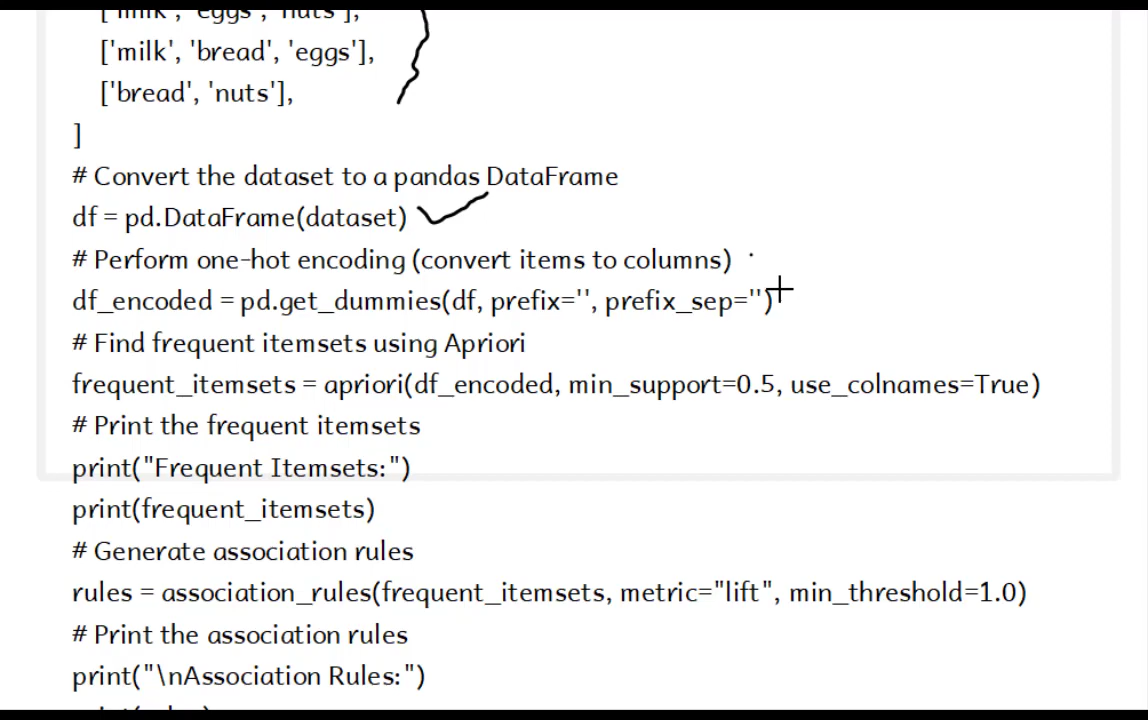 ['milk', 'eggs', 'nuts'],
['milk', 'bread', 'eggs'],
['bread', 'nuts'],
]
# Convert the dataset to a pandas DataFrame
df = pd.DataFrame(dataset)
# Perform one-hot encoding (convert items to columns)
df_encoded = pd.get_dummies(df, prefix='', prefix_sep='')
# Find frequent itemsets using Apriori
frequent_itemsets = apriori(df_encoded, min_support=0.5, use_colnames=True)
# Print the frequent itemsets
print("Frequent Itemsets:")
print(frequent_itemsets)
# Generate association rules
rules = association_rules(frequent_itemsets, metric="lift", min_threshold=1.0)
# Print the association rules
print("\nAssociation Rules:")